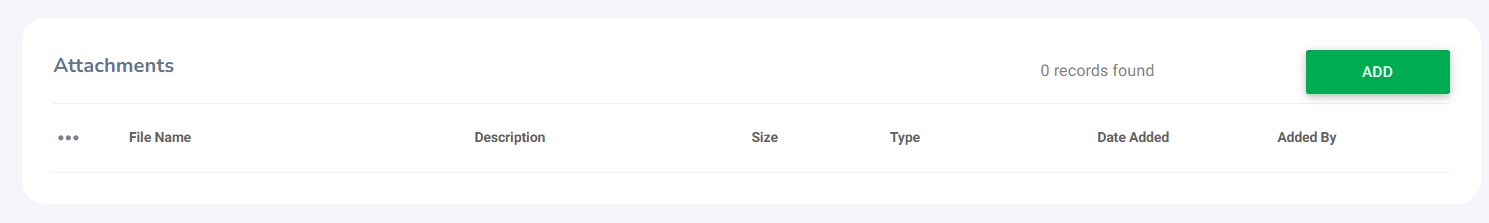 Attachments 0 records found ADD
••• File Name Description Size Type Date Added Added By